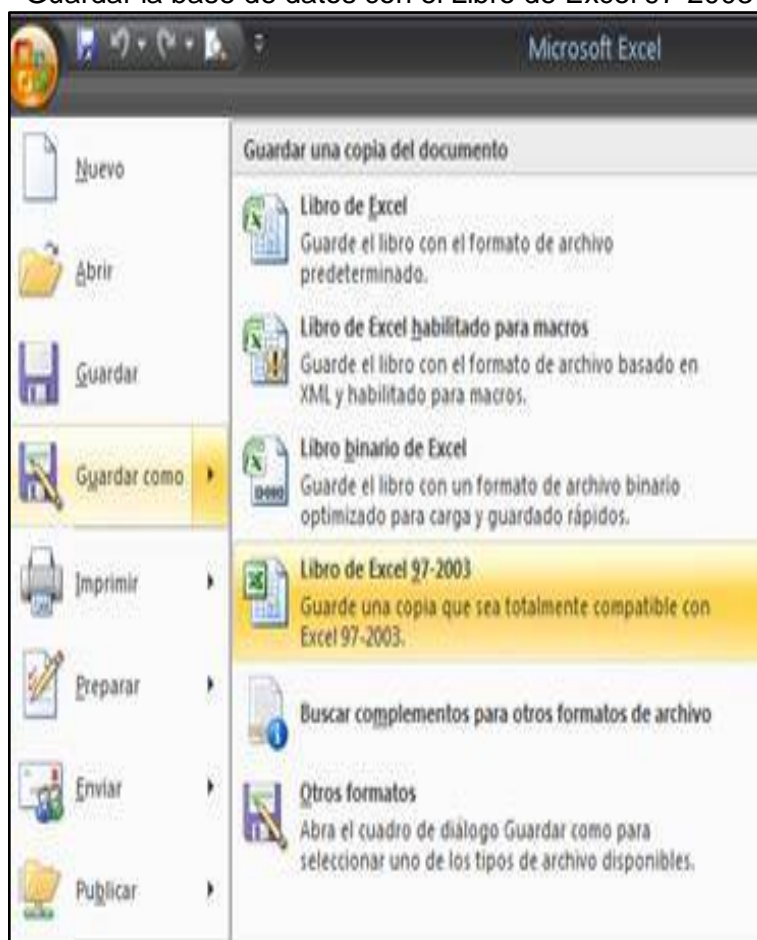 Guardar la base de datos con el Libro de Excel 97-2003
Microsoft Excel
Nuevo
Abrir
Guardar
Guardar como
Imprimir
Preparar
Enviar
Publicar
Guardar una copia del documento
Libro de Excel
Guarde el libro con el formato de archivo
predeterminado.
Libro de Excel habilitado para macros
Guarde el libro con el formato de archivo basado en
XML y habilitado para macros.
Libro binario de Excel
Guarde el libro con un formato de archivo binario
optimizado para carga y guardado rápidos.
Libro de Excel 97-2003
Guarde una copia que sea totalmente compatible con
Excel 97-2003.
Buscar complementos para otros formatos de archivo
Otros formatos
Abra el cuadro de diálogo Guardar como para
seleccionar uno de los tipos de archivo disponibles.